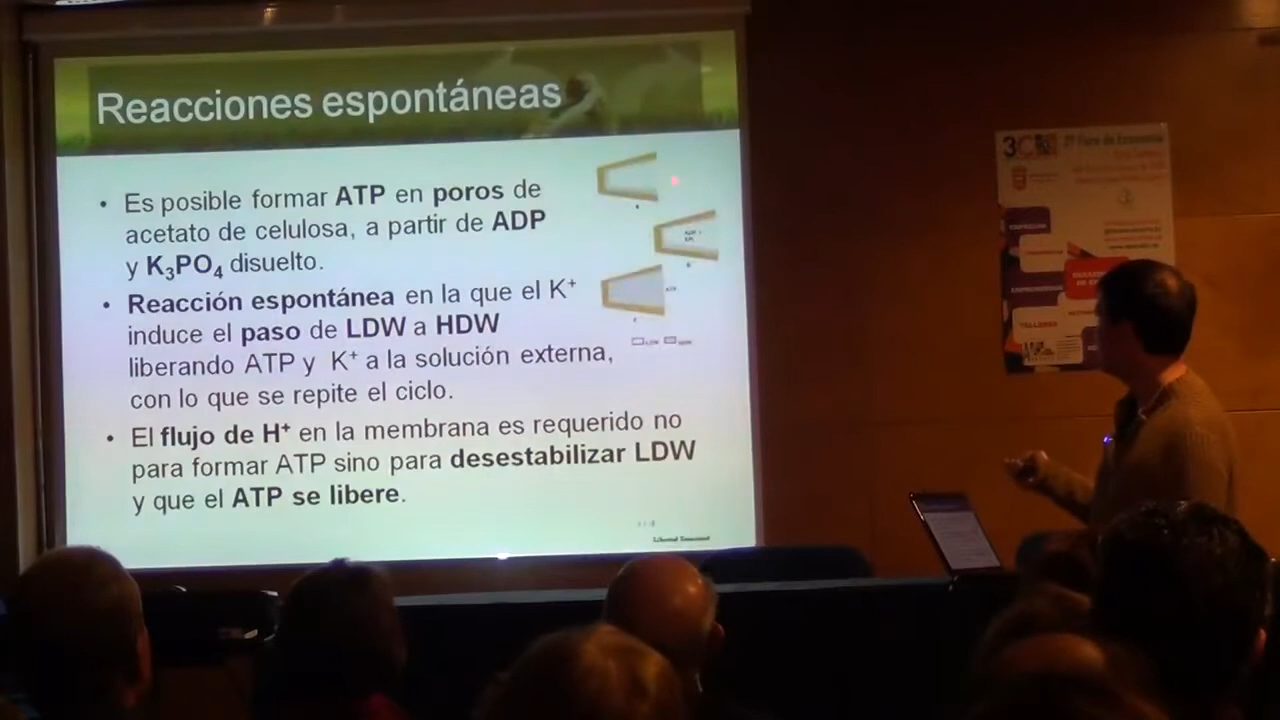 Reacciones espontáneas
• Es posible formar ATP en poros de
acetato de celulosa, a partir de ADP
y K₃PO₄ disuelto.
• Reacción espontánea en la que el K⁺
induce el paso de LDW a HDW
liberando ATP y K⁺ a la solución externa,
con lo que se repite el ciclo.
• El flujo de H⁺ en la membrana es requerido no
para formar ATP sino para desestabilizar LDW
y que el ATP se libere.
TALLERES